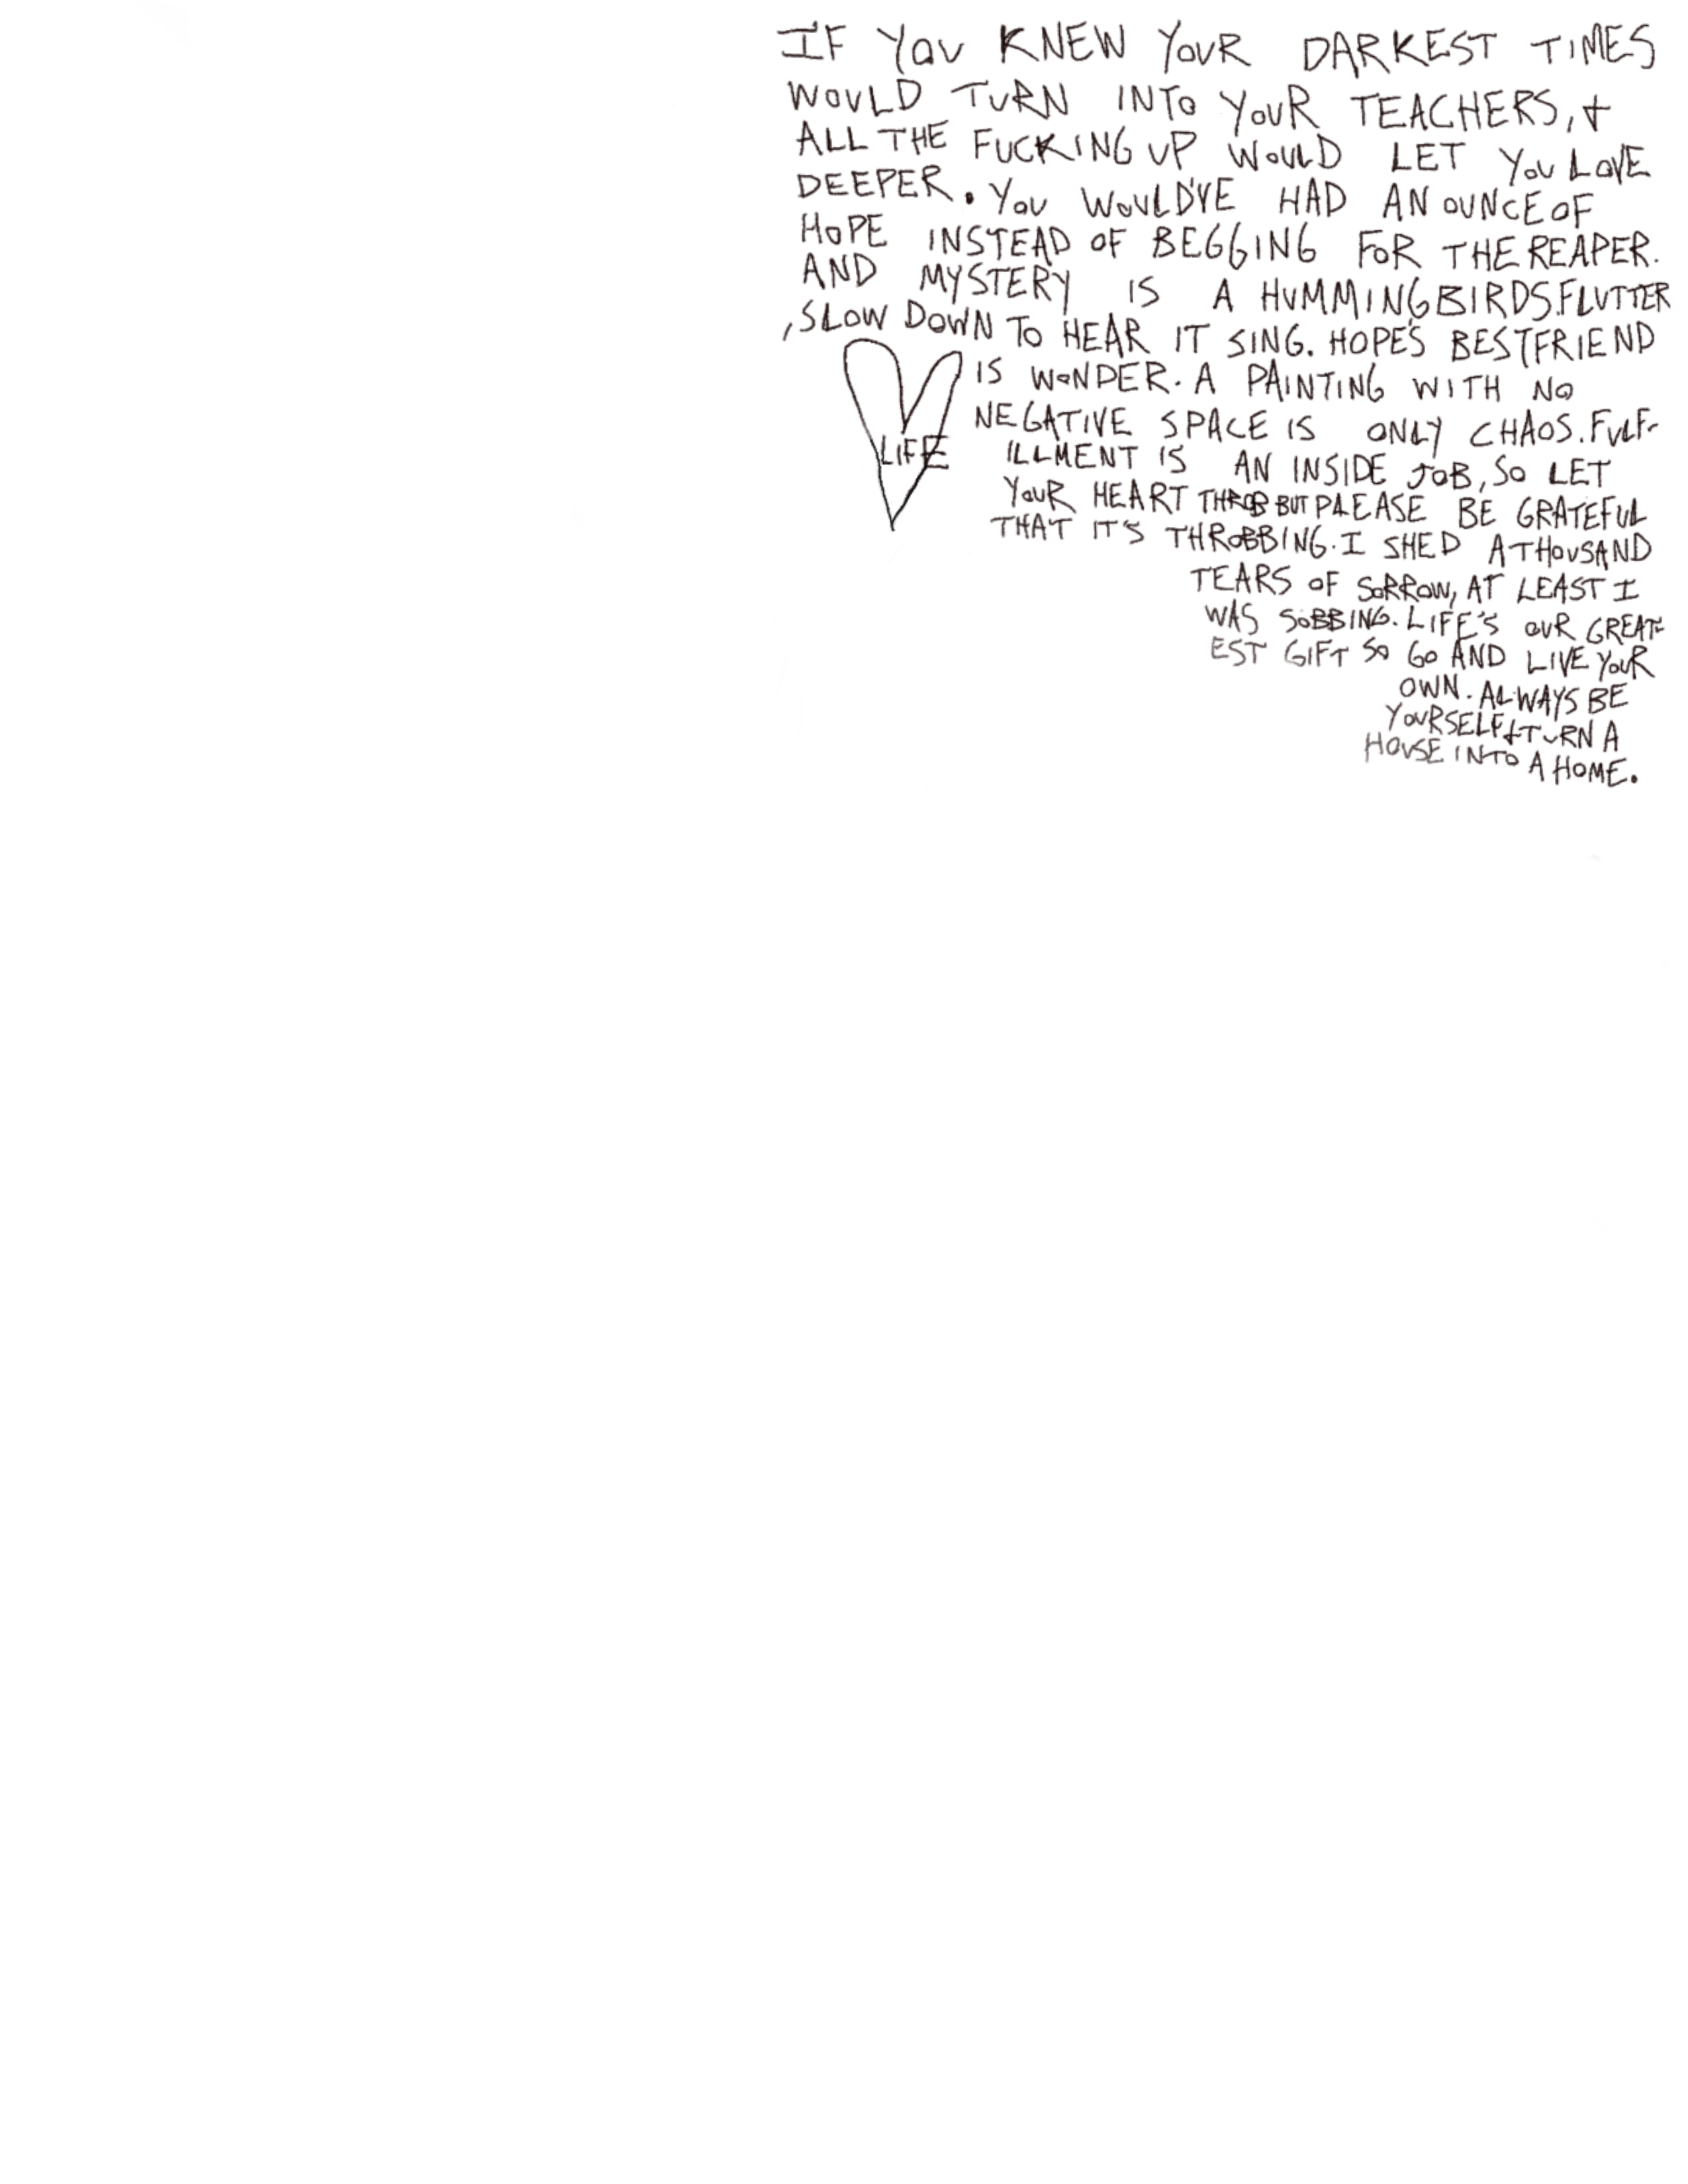 IF YOU KNEW YOUR DARKEST TIMES
WOULD TURN INTO YOUR TEACHERS, &
ALL THE FUCKING UP WOULD LET YOU LOVE
DEEPER. YOU WOULD'VE HAD AN OUNCE OF
HOPE INSTEAD OF BEGGING FOR THE REAPER.
AND MYSTERY IS A HUMMINGBIRDS FLUTTER
, SLOW DOWN TO HEAR IT SING. HOPE'S BESTFRIEND
IS WONDER. A PAINTING WITH NO
NEGATIVE SPACE IS ONLY CHAOS. FULF-
LIFE
ILLMENT IS AN INSIDE JOB, SO LET
YOUR HEART THROB BUT PLEASE BE GRATEFUL
THAT IT'S THROBBING. I SHED A THOUSAND
TEARS OF SORROW, AT LEAST I
WAS SOBBING. LIFE'S OUR GREAT-
EST GIFT SO GO AND LIVE YOUR
OWN. ALWAYS BE
YOURSELF & TURN A
HOUSE INTO A HOME.